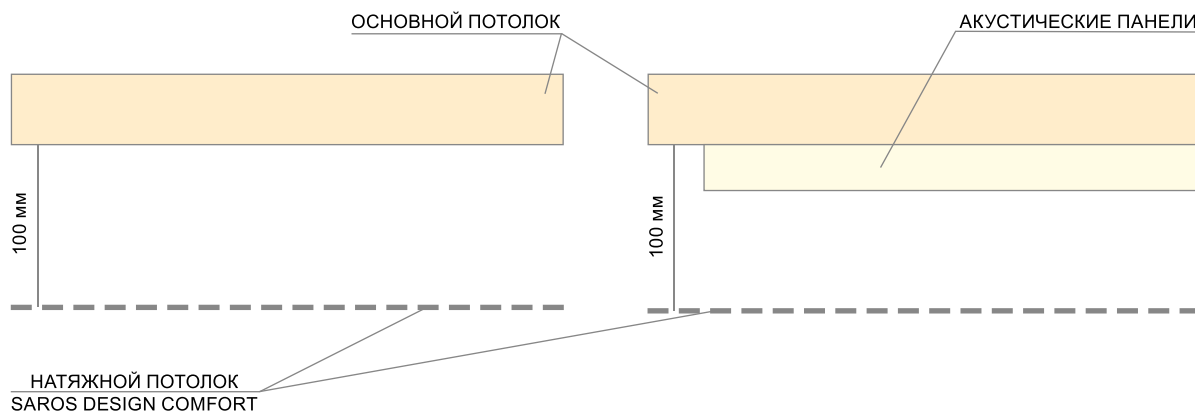 ОСНОВНОЙ ПОТОЛОК
АКУСТИЧЕСКИЕ ПАНЕЛИ
100 мм
100 мм
НАТЯЖНОЙ ПОТОЛОК
SAROS DESIGN COMFORT